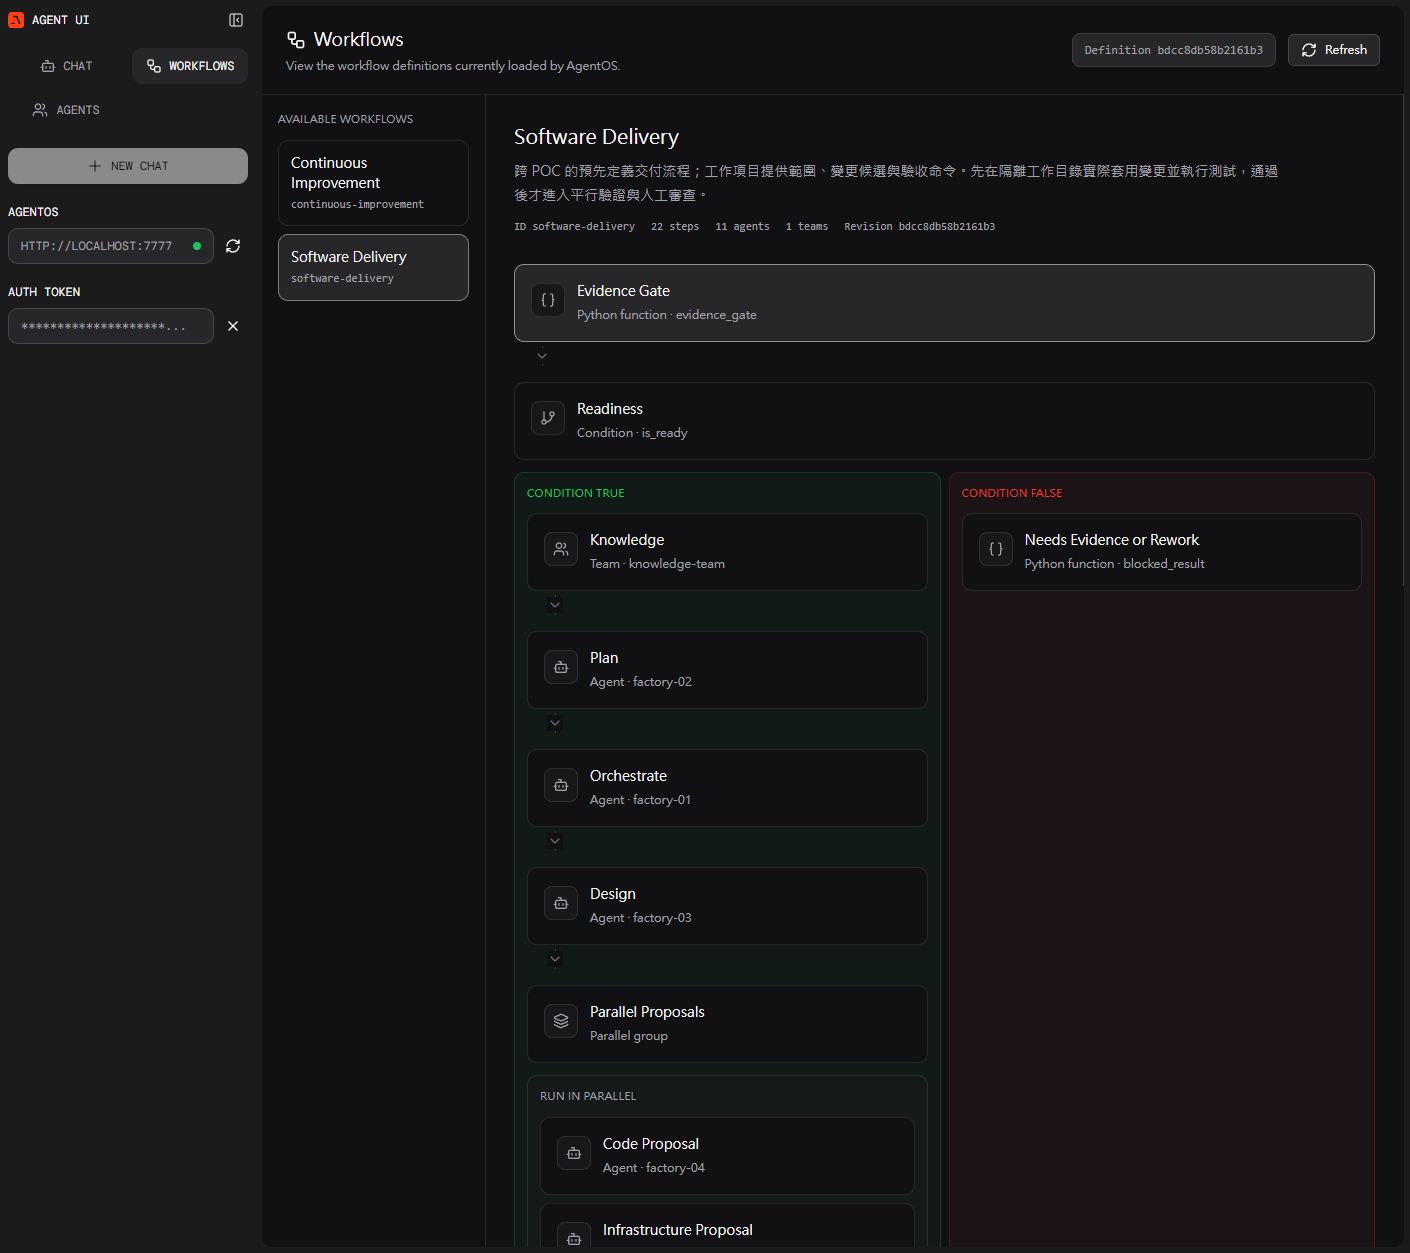 AGENT UI
CHAT
WORKFLOWS
AGENTS
NEW CHAT
AGENTOS
HTTP://LOCALHOST:7777
AUTH TOKEN
********************...
Workflows
View the workflow definitions currently loaded by AgentOS.
Definition bdcc8db58b2161b3
Refresh
AVAILABLE WORKFLOWS
Continuous
Improvement
continuous-improvement
Software Delivery
software-delivery
Software Delivery
跨 POC 的預先定義交付流程；工作項目提供範圍、變更候選與驗收命令。先在隔離工作目錄實際套用變更並執行測試，通過
後才進入平行驗證與人工審查。
ID software-delivery 22 steps 11 agents 1 teams Revision bdcc8db58b2161b3
Evidence Gate
Python function · evidence_gate
Readiness
Condition · is_ready
CONDITION TRUE
Knowledge
Team · knowledge-team
Plan
Agent · factory-02
Orchestrate
Agent · factory-01
Design
Agent · factory-03
Parallel Proposals
Parallel group
RUN IN PARALLEL
Code Proposal
Agent · factory-04
Infrastructure Proposal
CONDITION FALSE
Needs Evidence or Rework
Python function · blocked_result